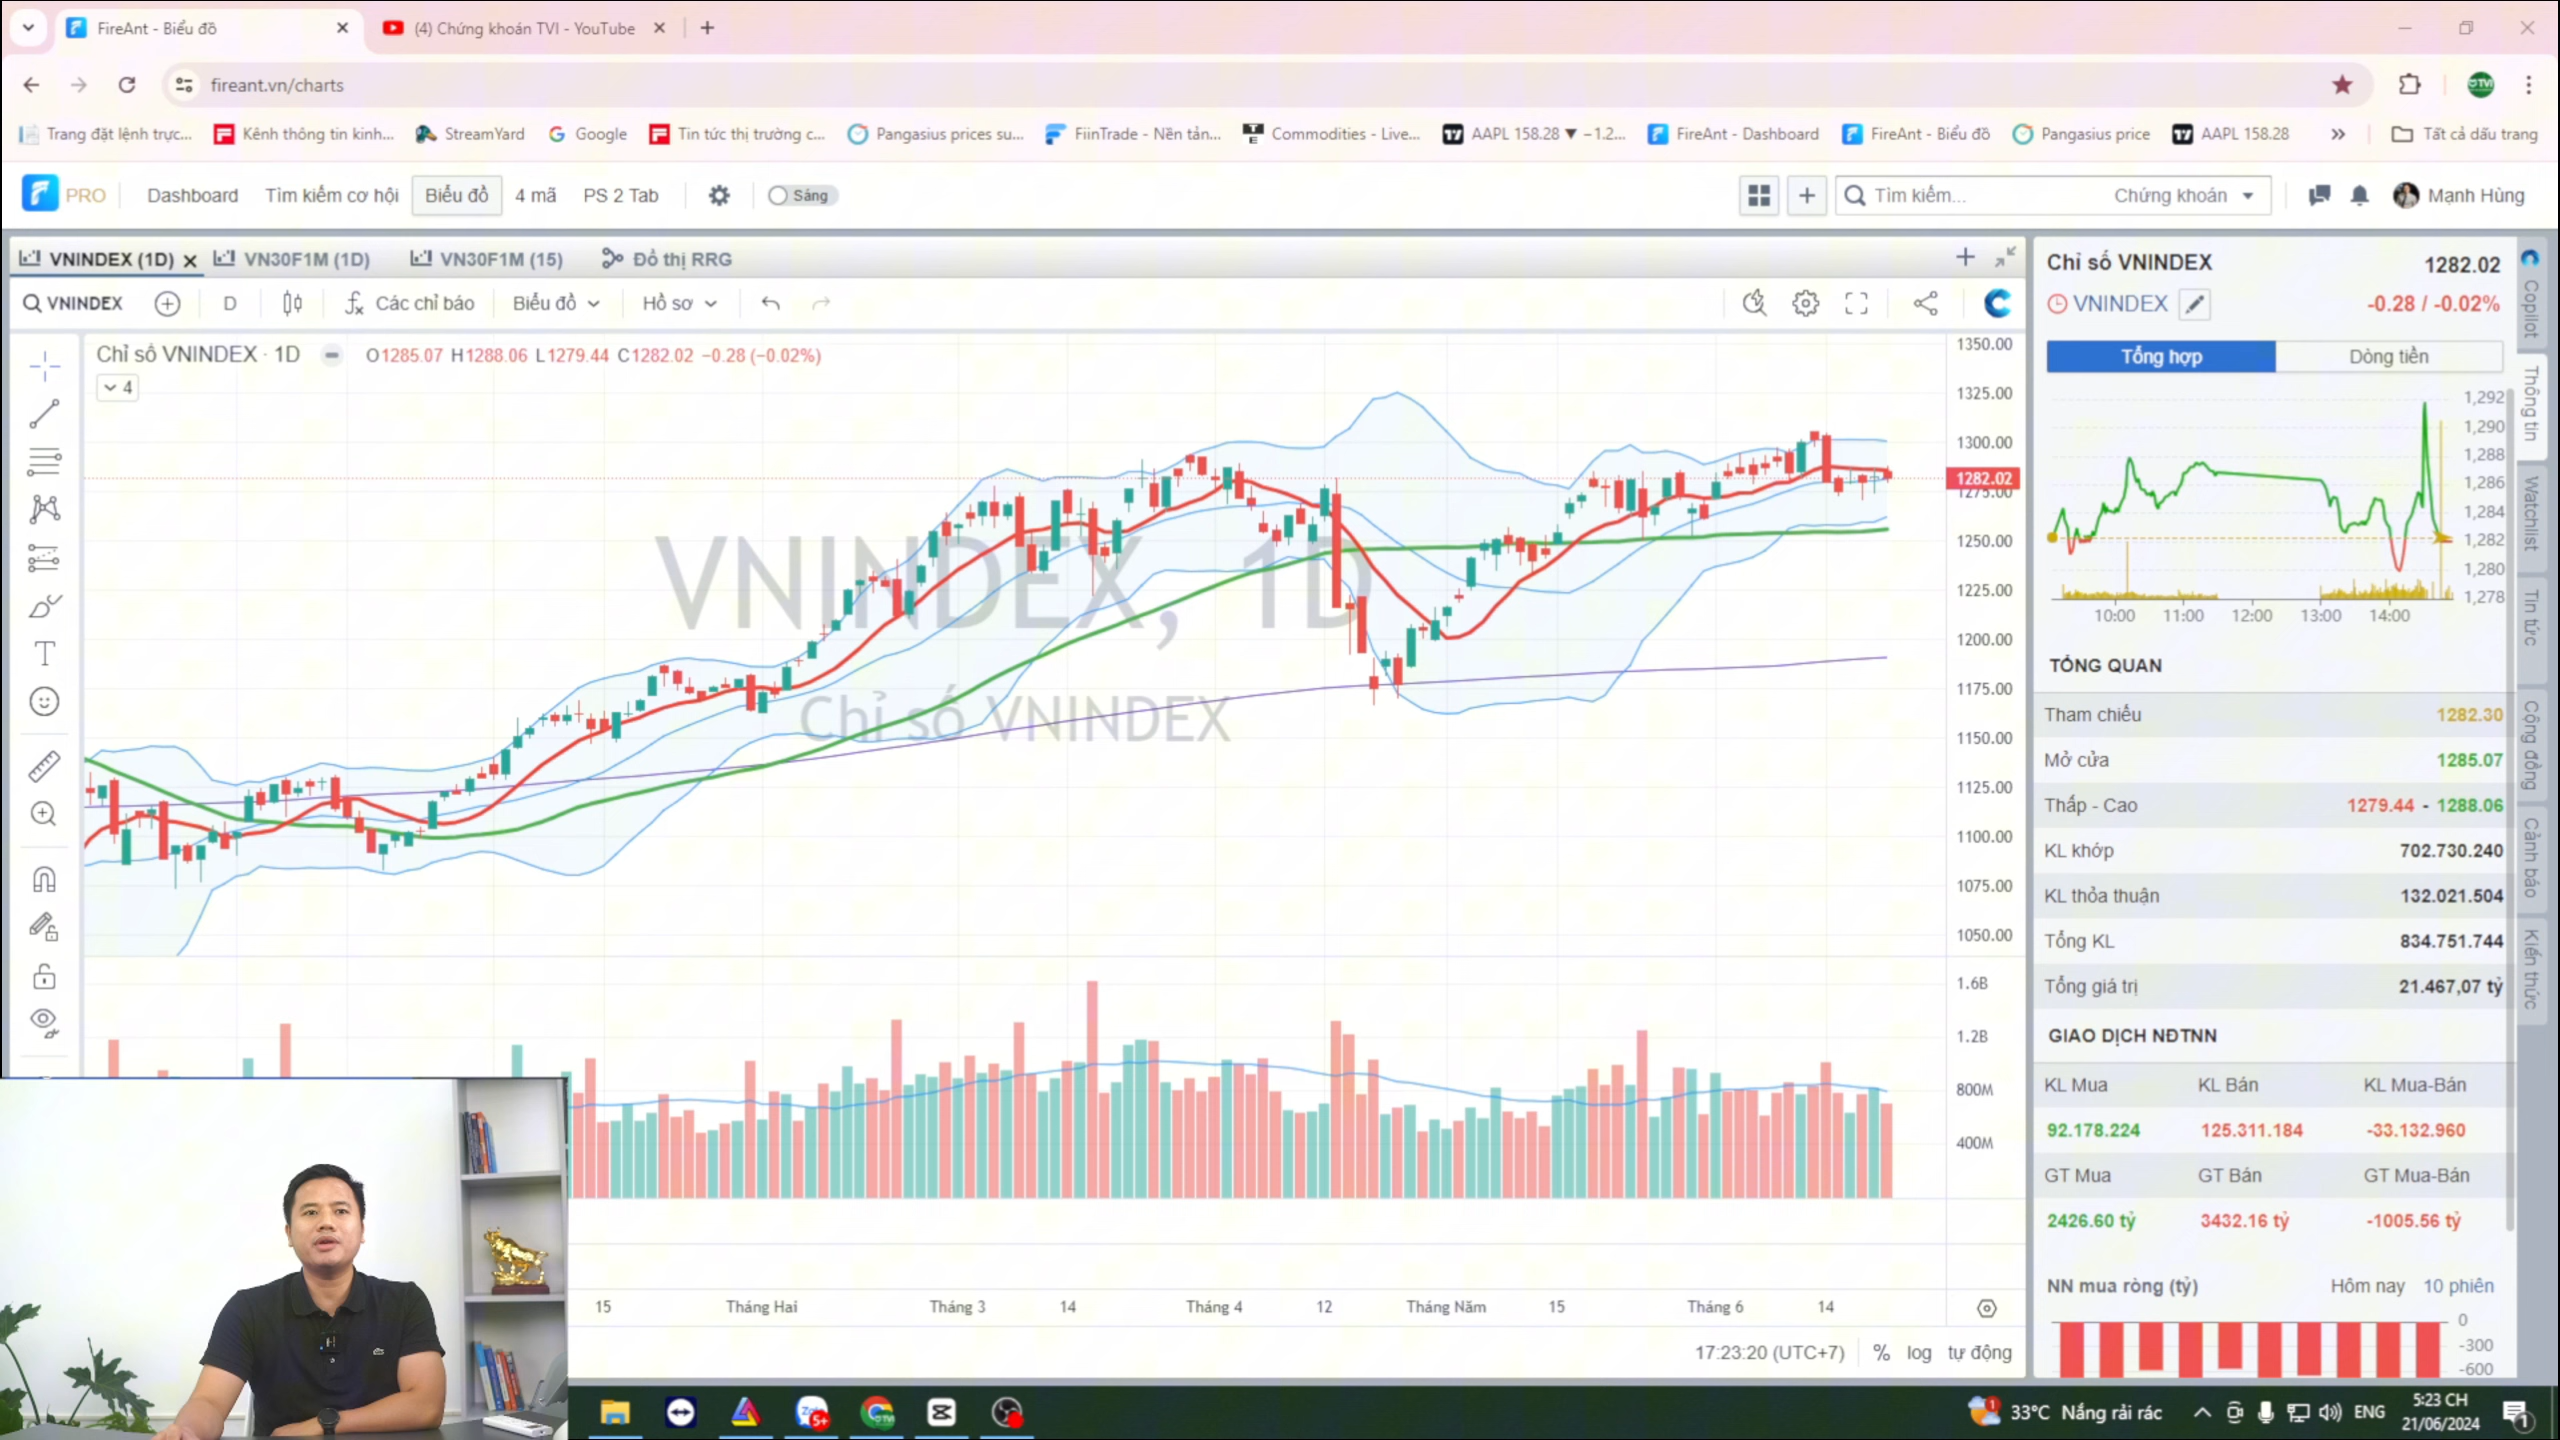 FireAnt - Biểu đồ
(4) Chứng khoán TVI - YouTube
fireant.vn/charts
Trang đặt lệnh trực...
Kênh thông tin kinh...
StreamYard
Google
Tin tức thị trường c...
Pangasius prices su...
FiinTrade - Nền tản...
Commodities - Live...
AAPL 158.28 ▼ −1.2...
FireAnt - Dashboard
FireAnt - Biểu đồ
Pangasius price
AAPL 158.28
Tất cả dấu trang
PRO
Dashboard
Tìm kiếm cơ hội
Biểu đồ
4 mã
PS 2 Tab
Sáng
Tìm kiếm...
Chứng khoán
Mạnh Hùng
VNINDEX (1D)
VN30F1M (1D)
VN30F1M (15)
Đồ thị RRG
VNINDEX
D
Các chỉ báo
Biểu đồ
Hồ sơ
Chỉ số VNINDEX · 1D
O1285.07 H1288.06 L1279.44 C1282.02 −0.28 (−0.02%)
4
VNINDEX, 1D
Chỉ số VNINDEX
1350.00
1325.00
1300.00
1282.02
1275.00
1250.00
1225.00
1200.00
1175.00
1150.00
1125.00
1100.00
1075.00
1050.00
1.6B
1.2B
800M
400M
15
Tháng Hai
Tháng 3
14
Tháng 4
12
Tháng Năm
15
Tháng 6
14
17:23:20 (UTC+7)
%
log
tự động
Chỉ số VNINDEX
1282.02
VNINDEX
-0.28 / -0.02%
Tổng hợp
Dòng tiền
1,292
1,290
1,288
1,286
1,284
1,282
1,280
1,278
10:00
11:00
12:00
13:00
14:00
TỔNG QUAN
Tham chiếu 1282.30
Mở cửa 1285.07
Thấp - Cao 1279.44 - 1288.06
KL khớp 702.730.240
KL thỏa thuận 132.021.504
Tổng KL 834.751.744
Tổng giá trị 21.467,07 tỷ
GIAO DỊCH NĐTNN
KL Mua KL Bán KL Mua-Bán
92.178.224 125.311.184 -33.132.960
GT Mua GT Bán GT Mua-Bán
2426.60 tỷ 3432.16 tỷ -1005.56 tỷ
NN mua ròng (tỷ)
Hôm nay
10 phiên
0
-300
-600
Copilot
Thông tin
Watchlist
Tin tức
Cộng đồng
Cảnh báo
Kiến thức
Zalo
5+
1
33°C Nắng rải rác
ENG
5:23 CH
21/06/2024
1